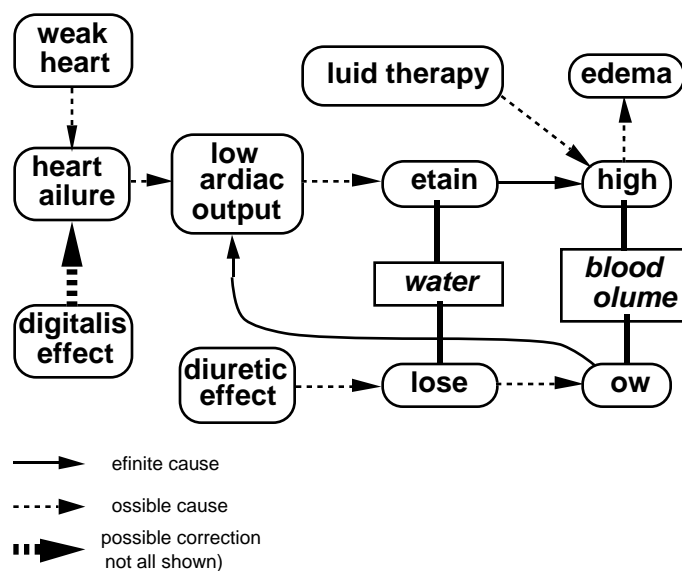 weak
heart
luid therapy
edema
heart
ailure
low
ardiac
output
etain
high
water
blood
olume
digitalis
effect
diuretic
effect
lose
ow
efinite cause
ossible cause
possible correction
not all shown)